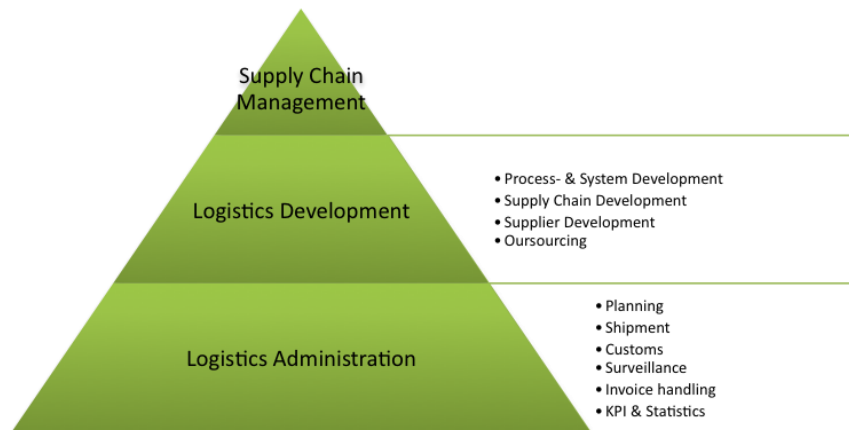 Supply Chain
Management
Logistics Development
• Process- & System Development
• Supply Chain Development
• Supplier Development
• Oursourcing
Logistics Administration
• Planning
• Shipment
• Customs
• Surveillance
• Invoice handling
• KPI & Statistics